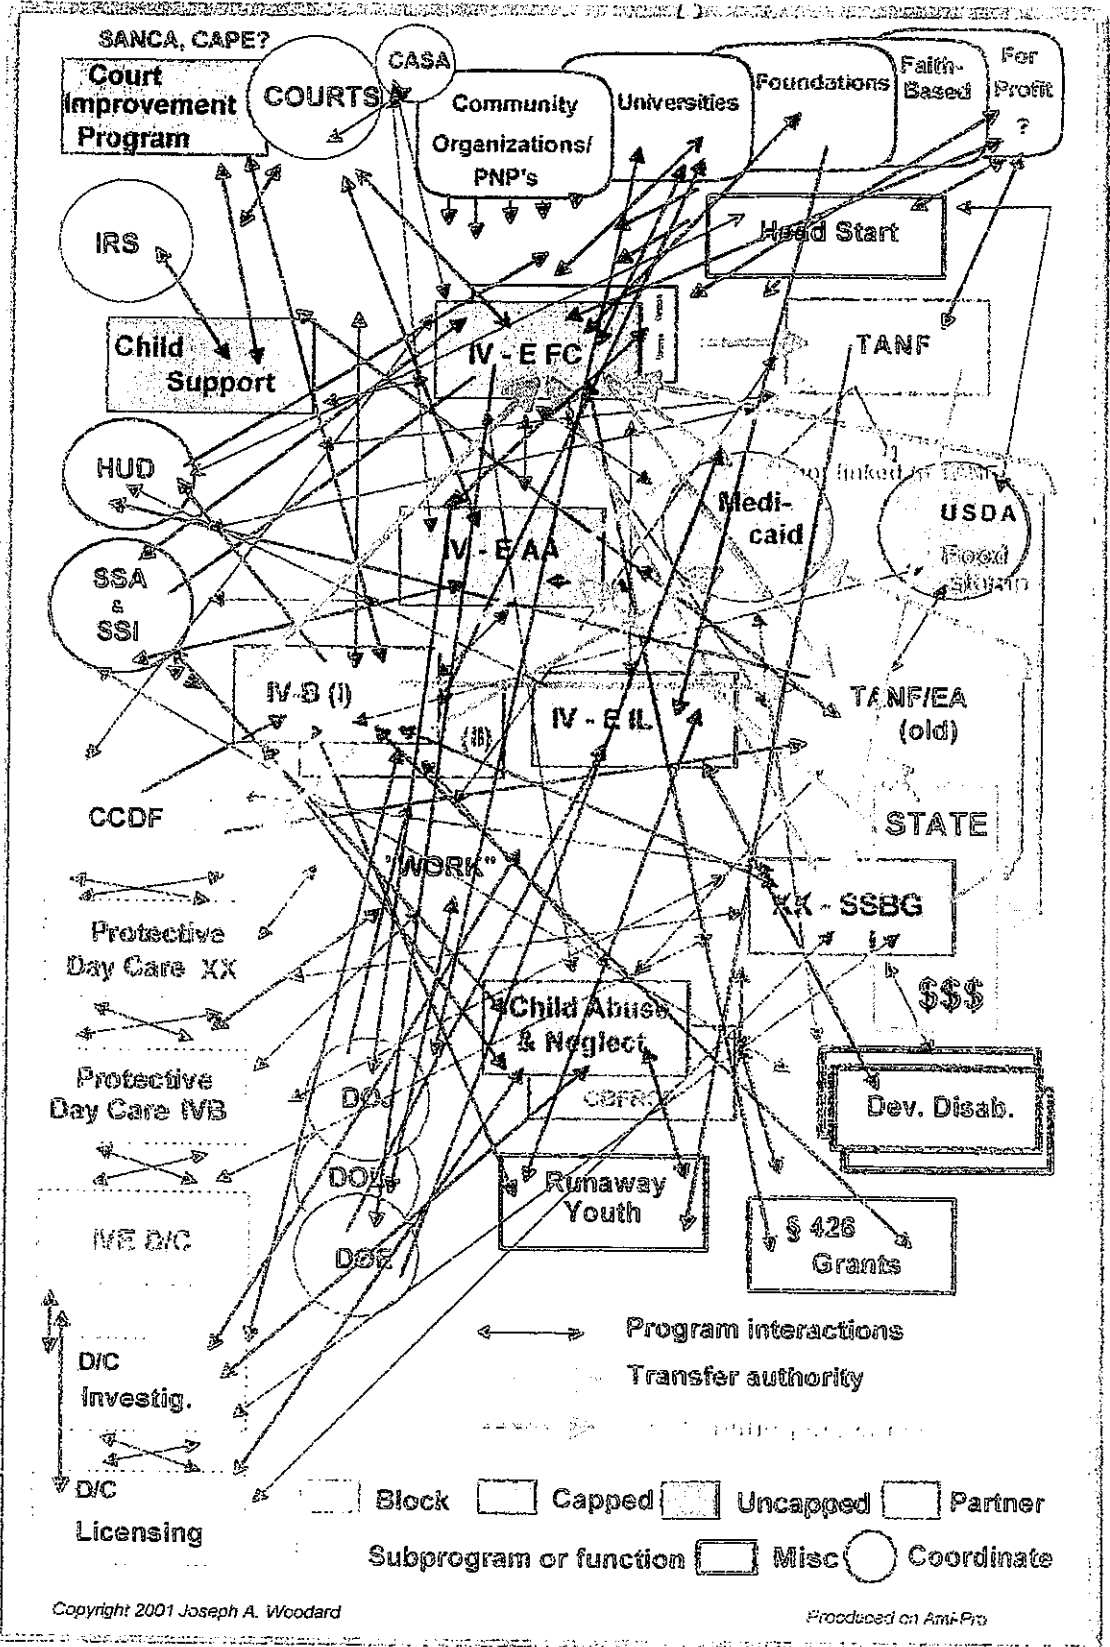 SANCA, CAPE?
Court
Improvement
Program
COURTS
CASA
Community
Organizations/
PNP's
Universities
Foundations
Faith-
Based
For
Profit
?
IRS
Head Start
Child
Support
IV - E FC
TANF
HUD
IV - E AA
Medi-
caid
USDA
Food
SSA
&
SSI
IV-B (I)
(II)
IV - E IL
TANF/EA
(old)
CCDF
STATE
"WORK"
XX - SSBG
Protective
Day Care XX
$$$
Child Abuse
& Neglect
Protective
Day Care IVB
DOJ
Dev. Disab.
DOL
Runaway
Youth
IVE D/C
DOE
§ 426
Grants
Program interactions
D/C
Investig.
Transfer authority
D/C
Licensing
Block
Capped
Uncapped
Partner
Subprogram or function
Misc
Coordinate
Copyright 2001 Joseph A. Woodard
Prooduced on Ami-Pro